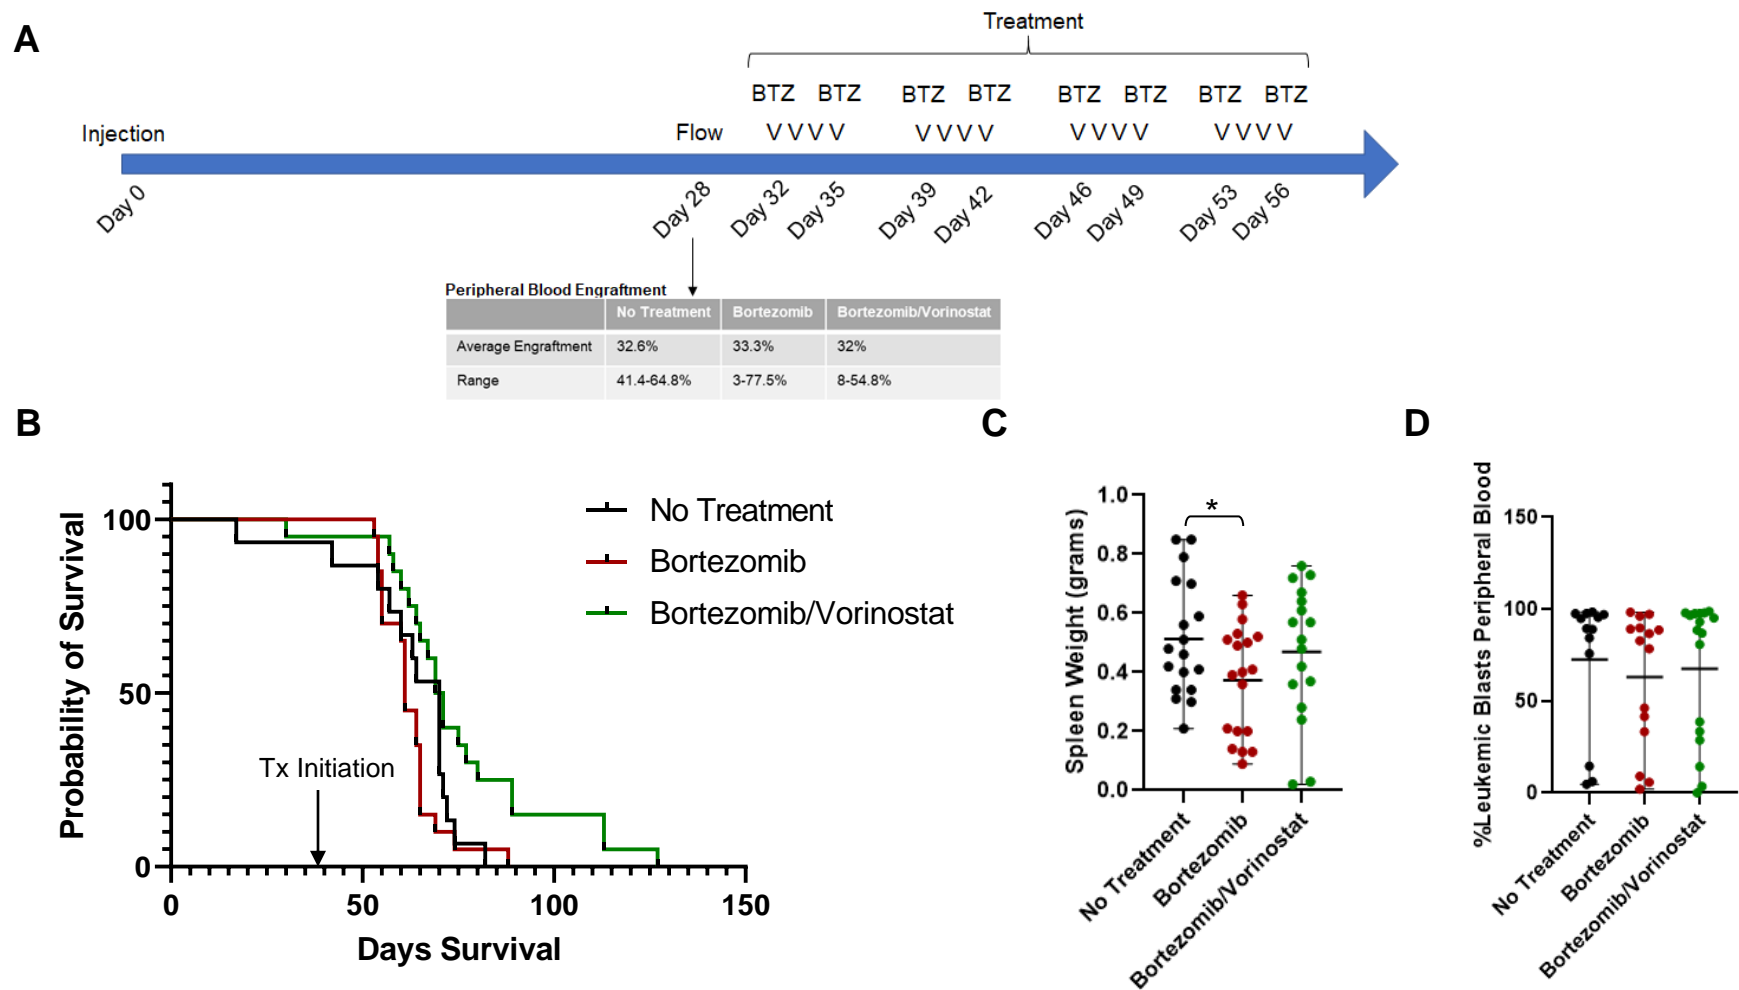 A
Treatment
BTZ BTZ BTZ BTZ BTZ BTZ BTZ BTZ
Injection Flow V V V V V V V V V V V V V V V V
Day 0 Day 28 Day 32 Day 35 Day 39 Day 42 Day 46 Day 49 Day 53 Day 56
Peripheral Blood Engraftment
No Treatment Bortezomib Bortezomib/Vorinostat
Average Engraftment 32.6% 33.3% 32%
Range 41.4-64.8% 3-77.5% 8-54.8%
B
Probability of Survival
100
50
0
No Treatment
Bortezomib
Bortezomib/Vorinostat
Tx Initiation
0 50 100 150
Days Survival
C
Spleen Weight (grams)
1.0
0.8
0.6
0.4
0.2
0.0
*
No Treatment
Bortezomib
Bortezomib/Vorinostat
D
%Leukemic Blasts Peripheral Blood
150
100
50
0
No Treatment
Bortezomib
Bortezomib/Vorinostat